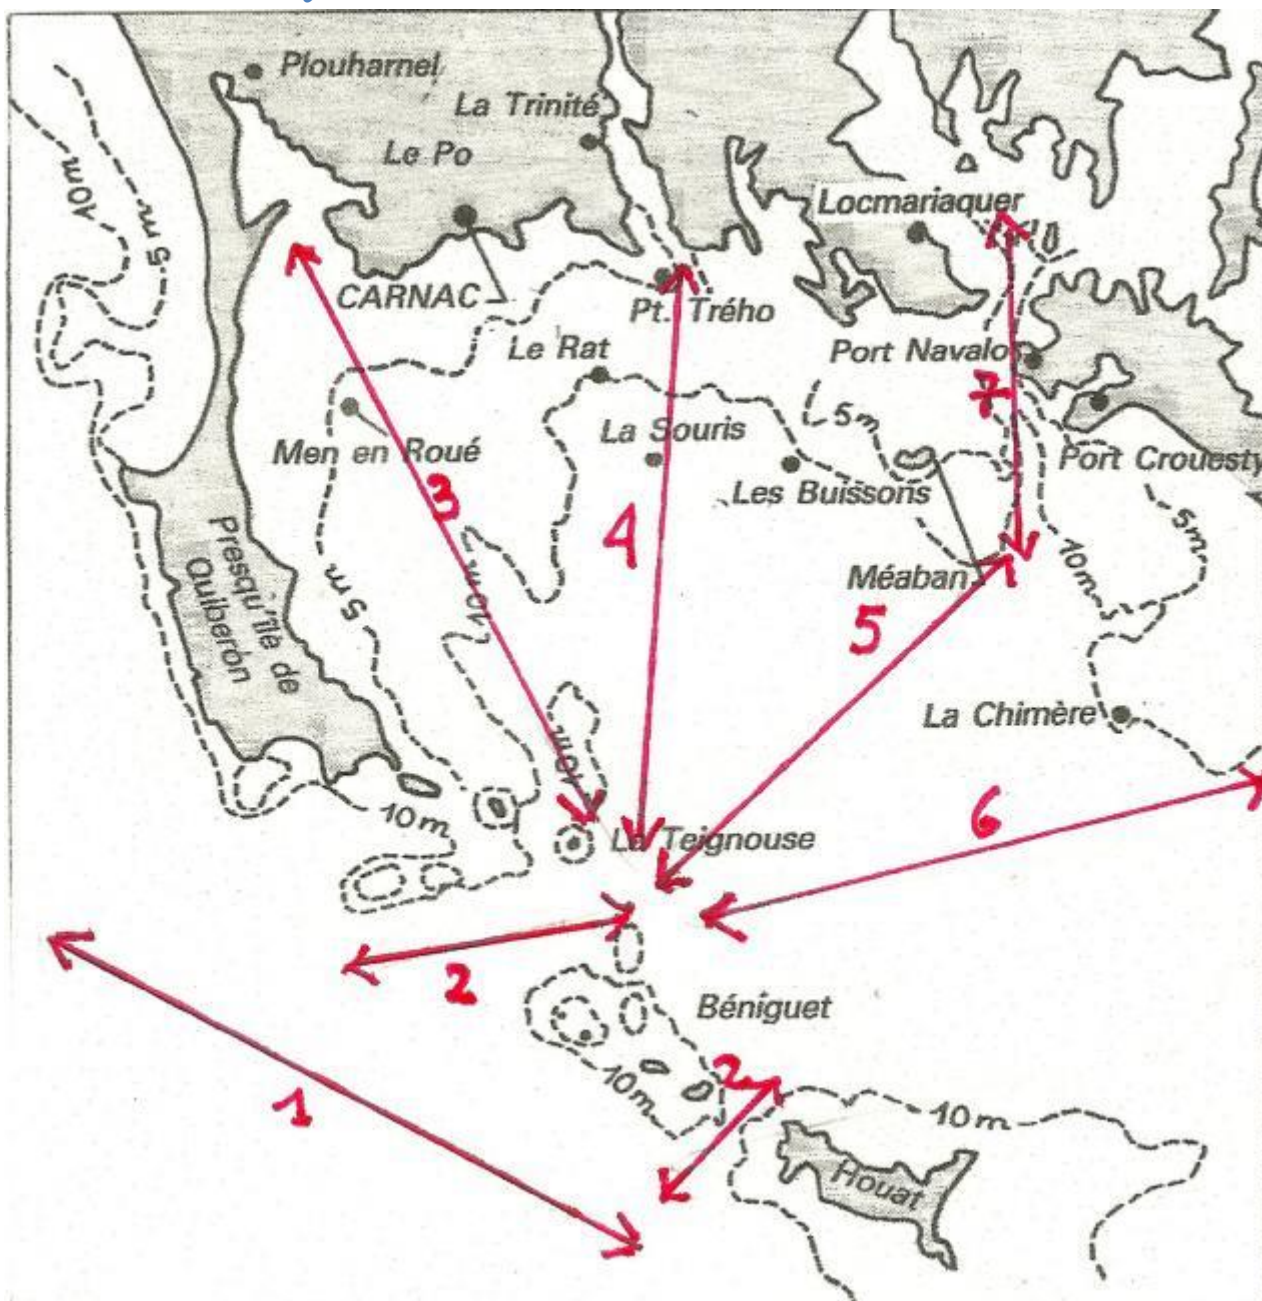 Plouharnel
La Trinité
Le Po
10m
5m
Locmariaquer
CARNAC
Pt. Trého
Le Rat
Port Navalo
7
5m
La Souris
Men en Roué
Port Crouesty
3
Les Buissons
4
5m
Presqu'île de
Quiberon
5m
10m
Méaban
10m
5
La Chimère
10m
10m
6
La Teignouse
2
Béniguet
2
10m
1
10m
Houat